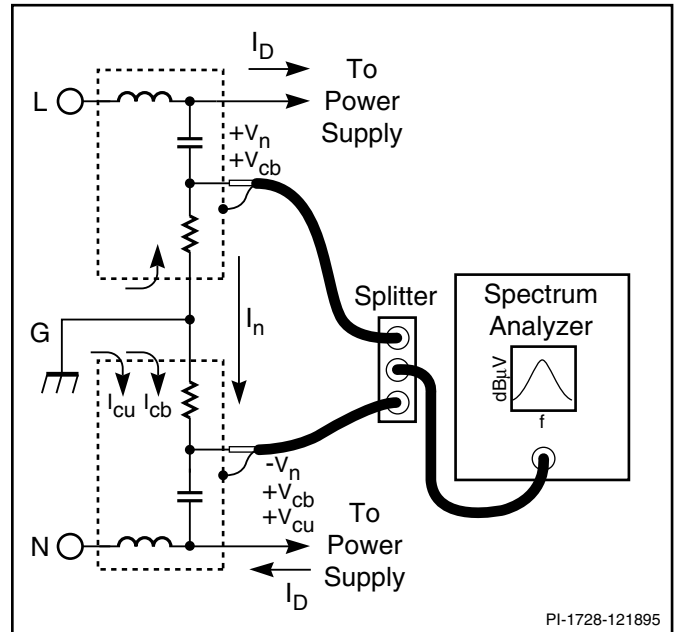 I_D
To
Power
Supply
L
+V_n
+V_cb
Splitter
Spectrum
Analyzer
dBµV
f
G
I_n
I_cu I_cb
-V_n
+V_cb
+V_cu
N
To
Power
Supply
I_D
PI-1728-121895